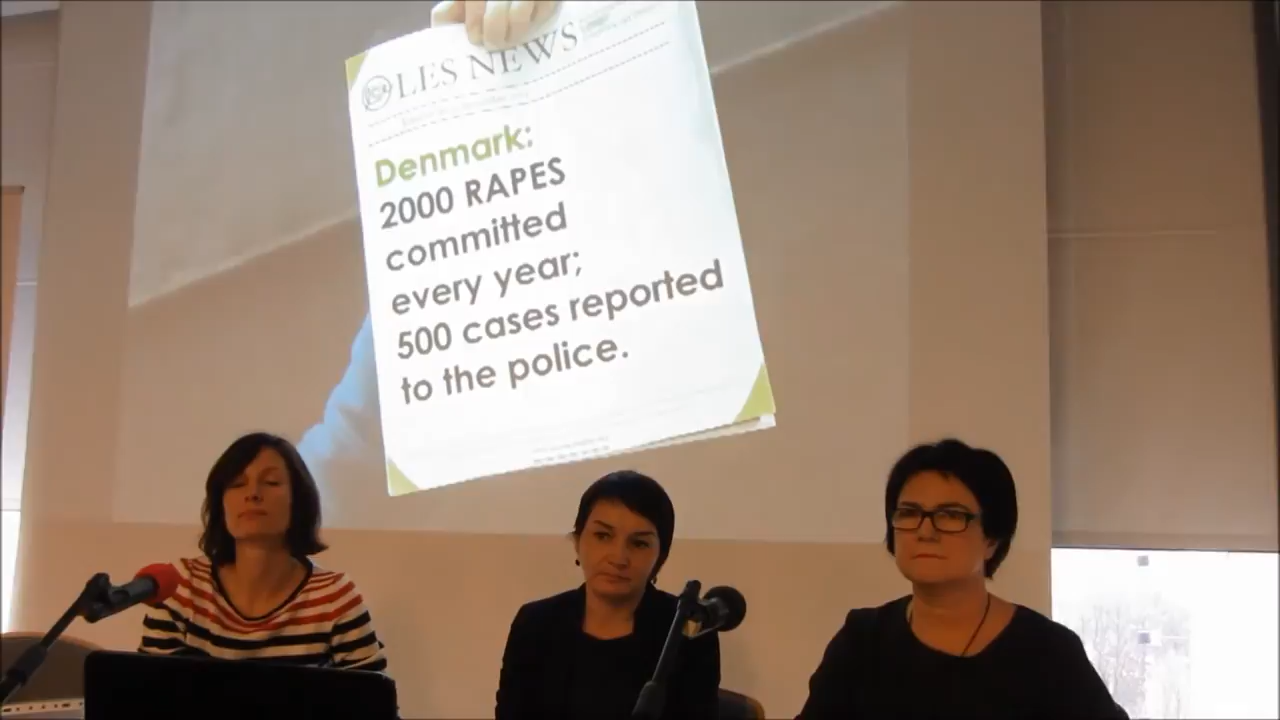 LES NEWS
Denmark:
2000 RAPES
committed
every year;
500 cases reported
to the police.